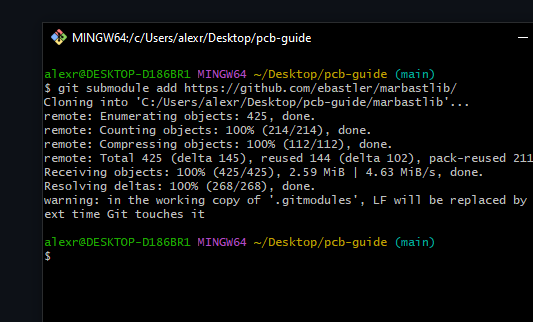 MINGW64:/c/Users/alexr/Desktop/pcb-guide
alexr@DESKTOP-D186BR1 MINGW64 ~/Desktop/pcb-guide (main)
$ git submodule add https://github.com/ebastler/marbastlib/
Cloning into 'C:/Users/alexr/Desktop/pcb-guide/marbastlib'...
remote: Enumerating objects: 425, done.
remote: Counting objects: 100% (214/214), done.
remote: Compressing objects: 100% (112/112), done.
remote: Total 425 (delta 145), reused 144 (delta 102), pack-reused 211
Receiving objects: 100% (425/425), 2.59 MiB | 4.63 MiB/s, done.
Resolving deltas: 100% (268/268), done.
warning: in the working copy of '.gitmodules', LF will be replaced by
ext time Git touches it
alexr@DESKTOP-D186BR1 MINGW64 ~/Desktop/pcb-guide (main)
$